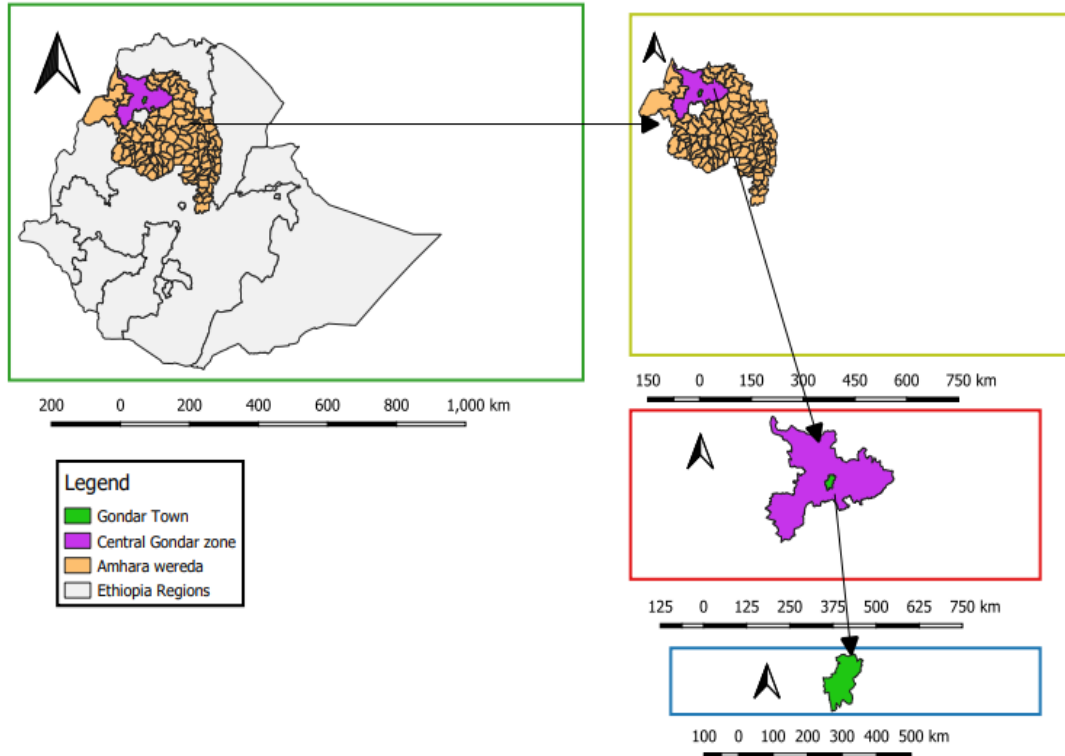 200 0 200 400 600 800 1,000 km
Legend
Gondar Town
Central Gondar zone
Amhara wereda
Ethiopia Regions
150 0 150 300 450 600 750 km
125 0 125 250 375 500 625 750 km
100 0 100 200 300 400 500 km